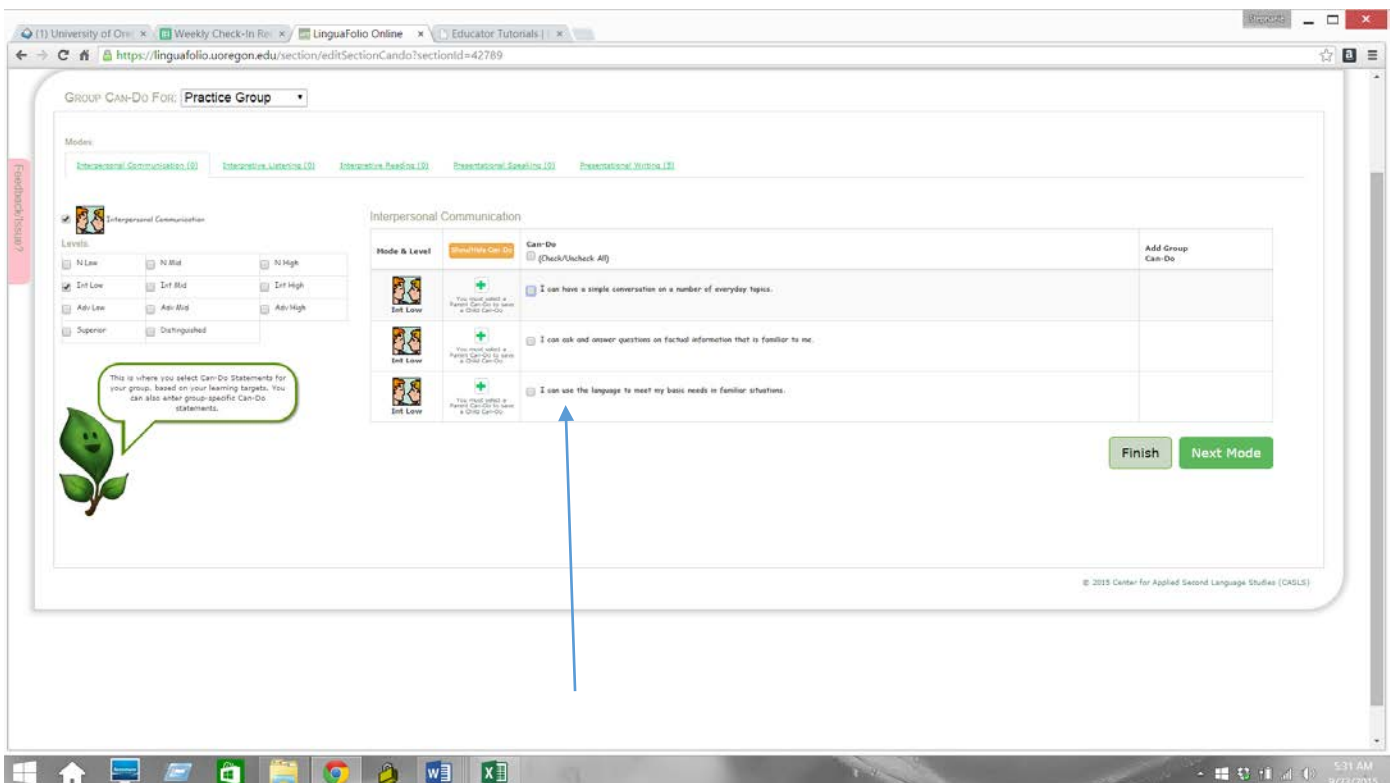 (1) University of Ore
Weekly Check-In Re
LinguaFolio Online
Educator Tutorials |
https://linguafolio.uoregon.edu/section/editSectionCando?sectionId=42789
GROUP CAN-DO FOR: Practice Group
Modes:
Interpersonal Communication (0) Interpretive Listening (0) Interpretive Reading (0) Presentational Speaking (0) Presentational Writing (5)
Feedback/Issue?
Interpersonal Communication
Levels:
N Low N Mid N High
Int Low Int Mid Int High
Adv Low Adv Mid Adv High
Superior Distinguished
This is where you select Can-Do Statements for
your group, based on your learning targets. You
can also enter group-specific Can-Do
statements.
Interpersonal Communication
Mode & Level Show/Hide Can-Do Can-Do
(Check/Uncheck All)
Add Group
Can-Do
Int Low
You must select a
Parent Can-Do to save
a Child Can-Do
I can have a simple conversation on a number of everyday topics.
Int Low
You must select a
Parent Can-Do to save
a Child Can-Do
I can ask and answer questions on factual information that is familiar to me.
Int Low
You must select a
Parent Can-Do to save
a Child Can-Do
I can use the language to meet my basic needs in familiar situations.
Finish Next Mode
© 2015 Center for Applied Second Language Studies (CASLS)
5:31 AM